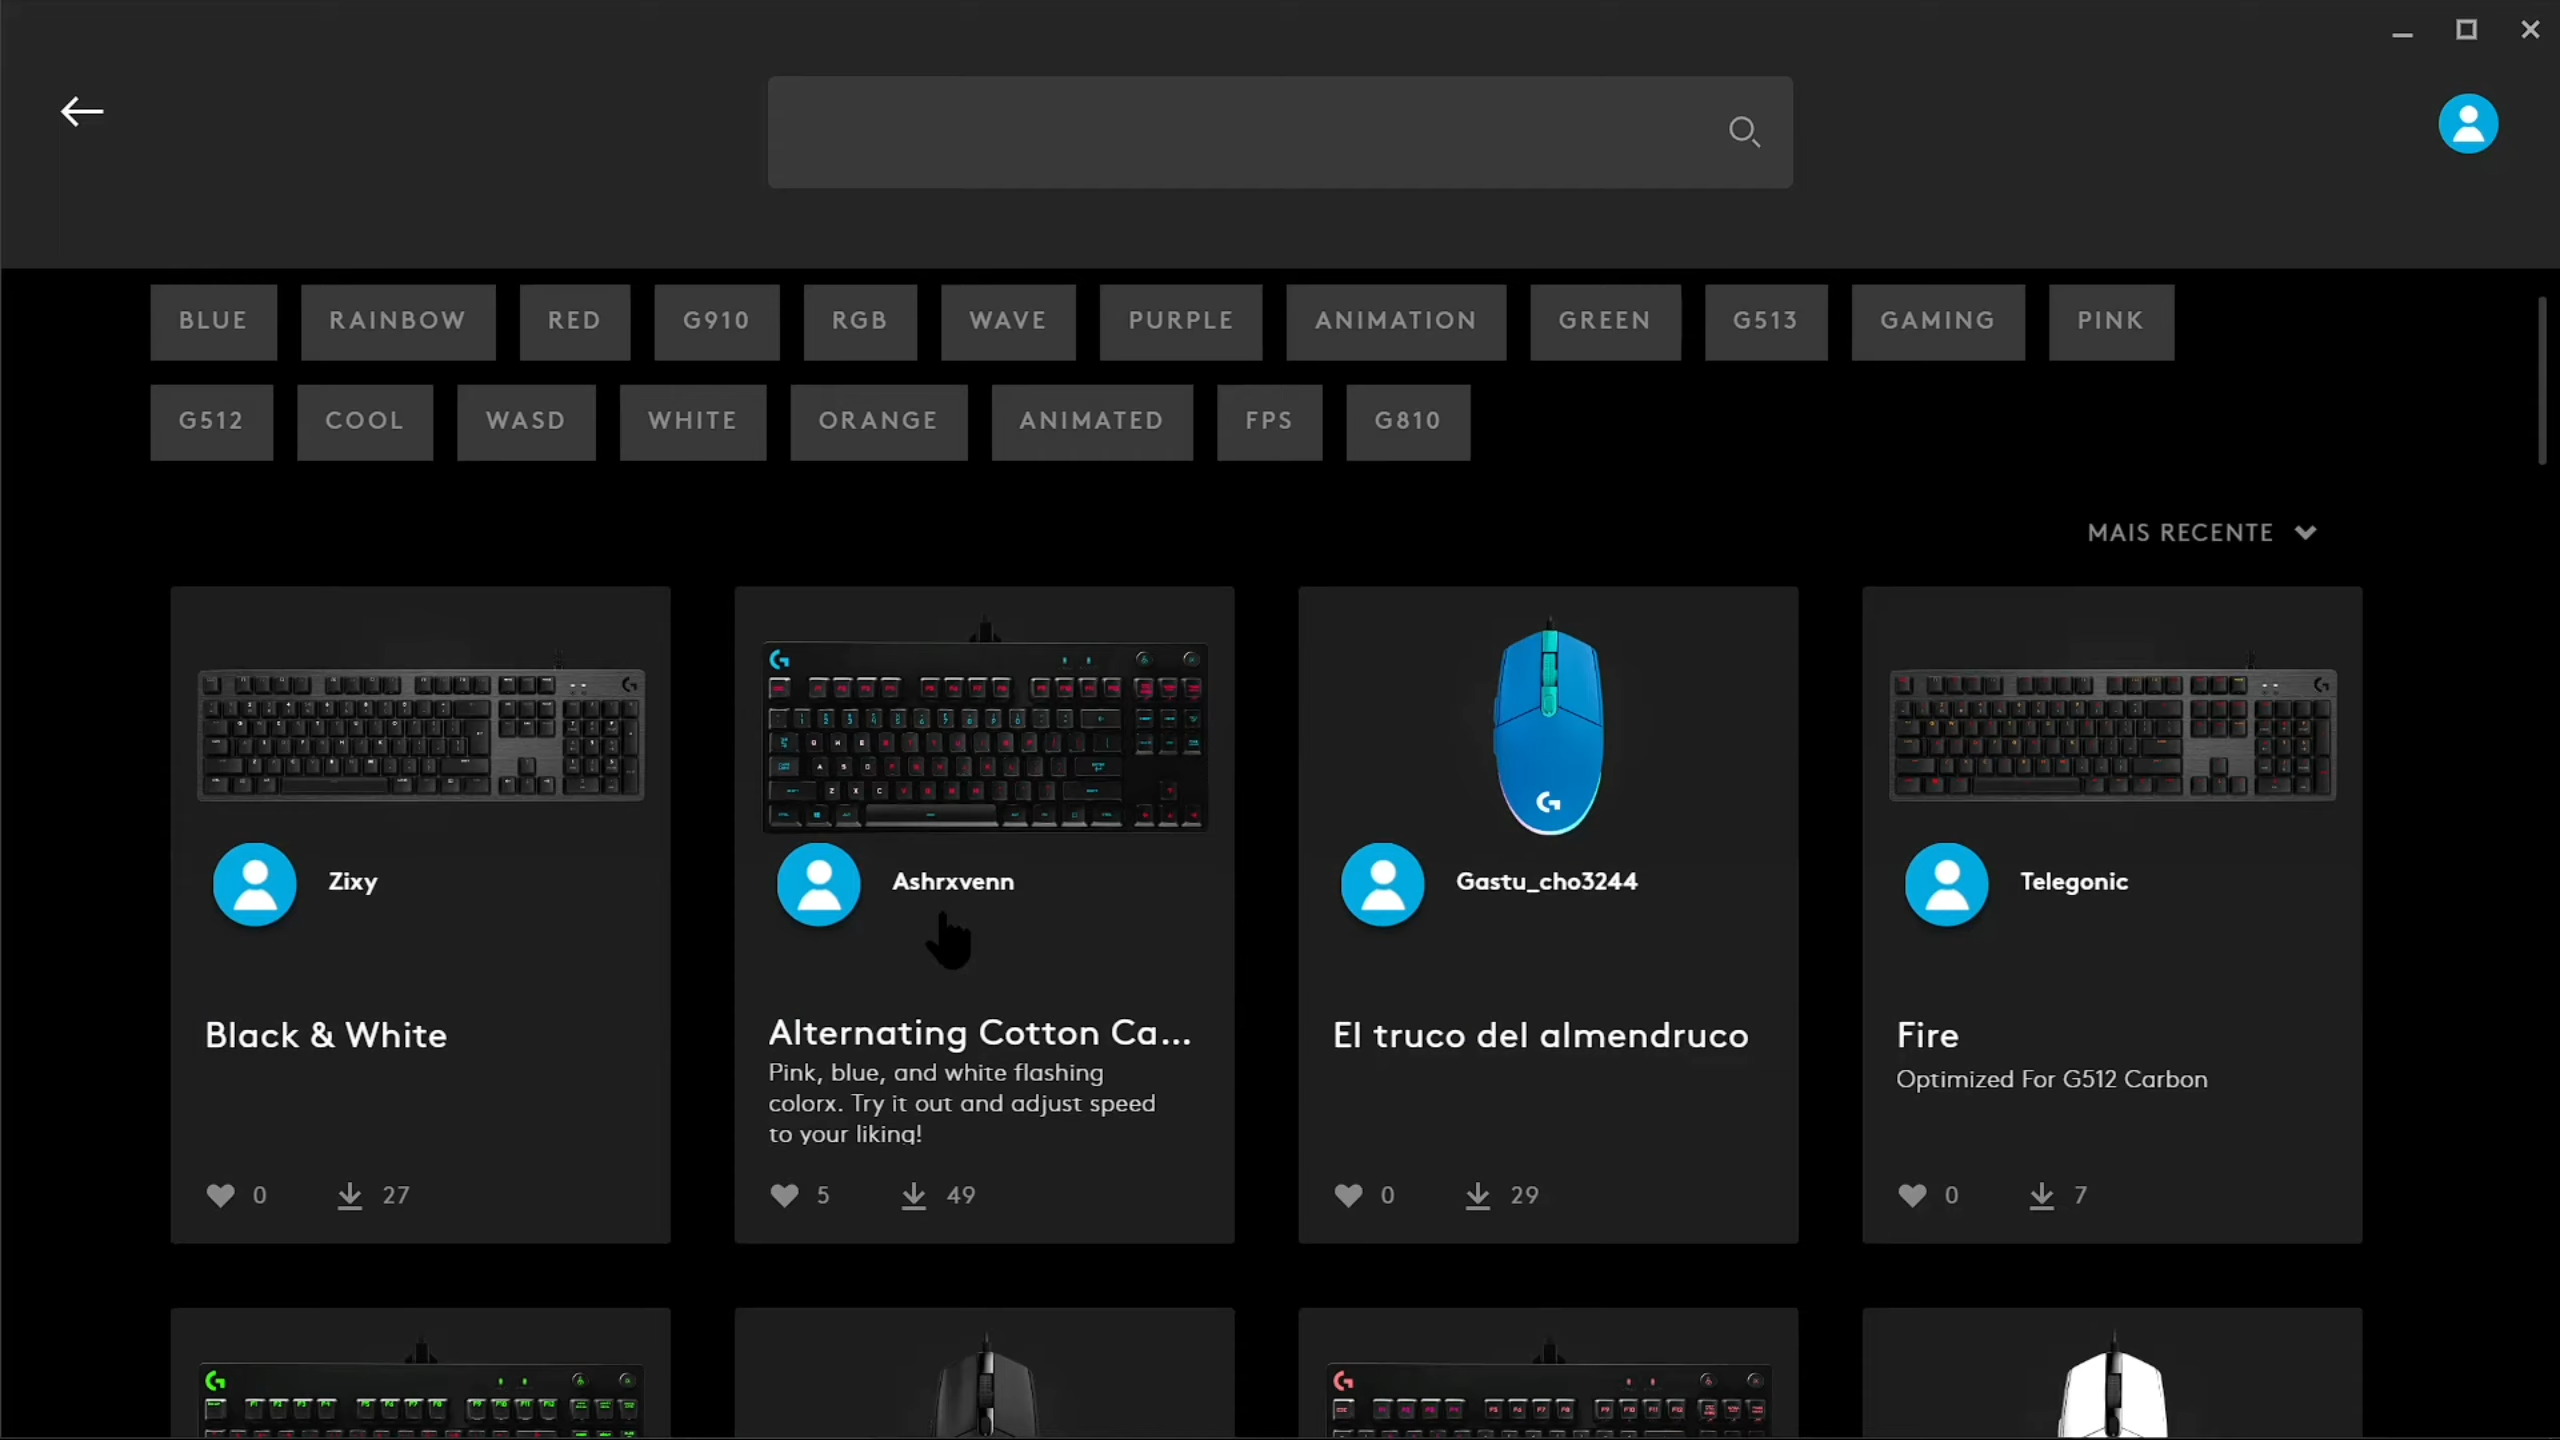 BLUE RAINBOW RED G910 RGB WAVE PURPLE ANIMATION GREEN G513 GAMING PINK
G512 COOL WASD WHITE ORANGE ANIMATED FPS G810
MAIS RECENTE
Zixy
Black & White
0 27
Ashrxvenn
Alternating Cotton Ca...
Pink, blue, and white flashing
colorx. Try it out and adjust speed
to your liking!
5 49
Gastu_cho3244
El truco del almendruco
0 29
Telegonic
Fire
Optimized For G512 Carbon
0 7